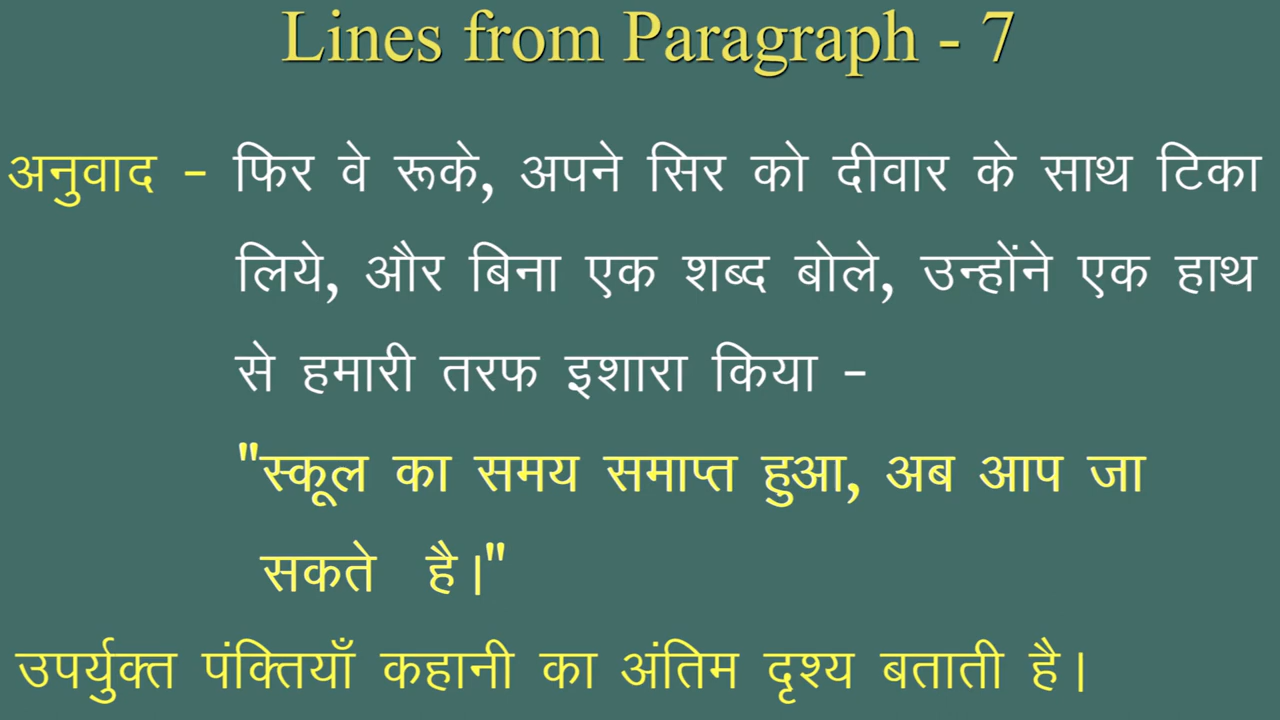 Lines from Paragraph - 7
अनुवाद - फिर वे रूके, अपने सिर को दीवार के साथ टिका
लिये, और बिना एक शब्द बोले, उन्होंने एक हाथ
से हमारी तरफ इशारा किया -
"स्कूल का समय समाप्त हुआ, अब आप जा
सकते है।"
उपर्युक्त पंक्तियाँ कहानी का अंतिम दृश्य बताती है।